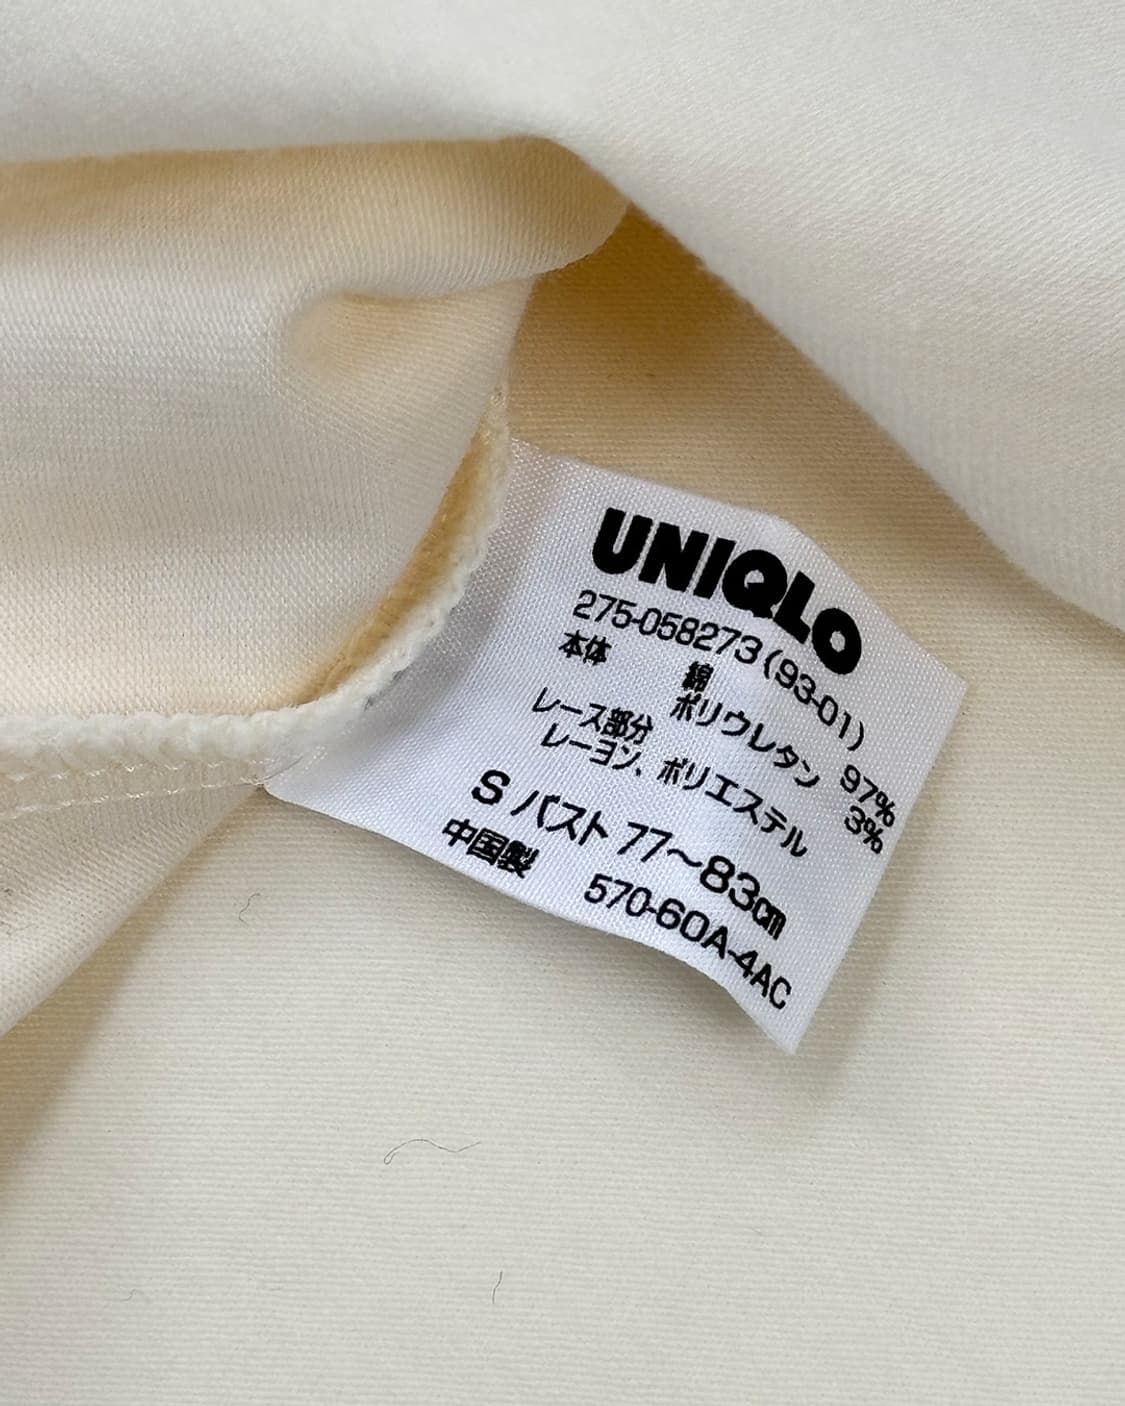 UNIQLO
275-058273(93-01)
本体 綿 97%
ポリウレタン 3%
レース部分
レーヨン、ポリエステル
S バスト 77~83cm
中国製 570-60A-4AC